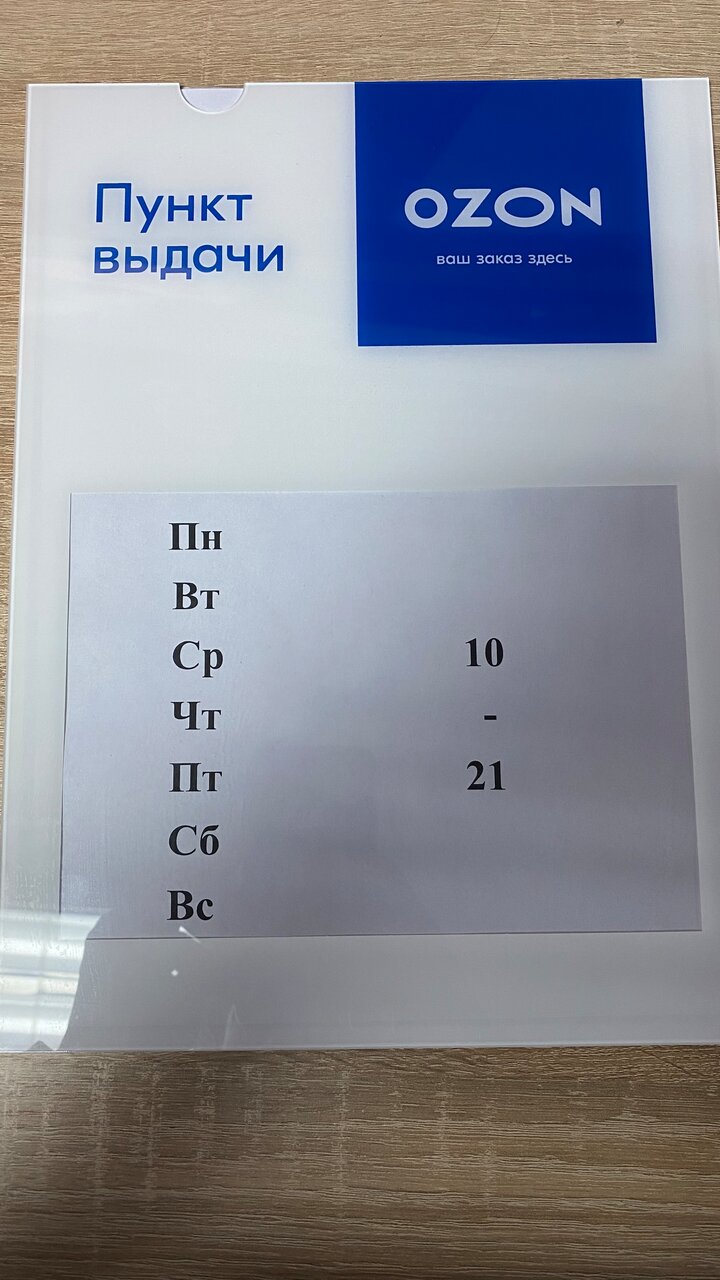 Пункт
выдачи
OZON
ваш заказ здесь
Пн
Вт
Ср 10
Чт -
Пт 21
Сб
Вс